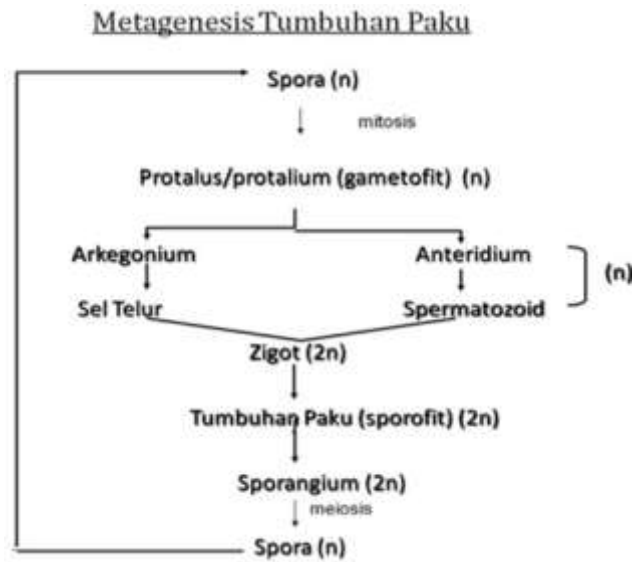 Metagenesis Tumbuhan Paku
Spora (n)
mitosis
Protalus/protalium (gametofit) (n)
Arkegonium
Anteridium
(n)
Sel Telur
Spermatozoid
Zigot (2n)
Tumbuhan Paku (sporofit) (2n)
Sporangium (2n)
meiosis
Spora (n)